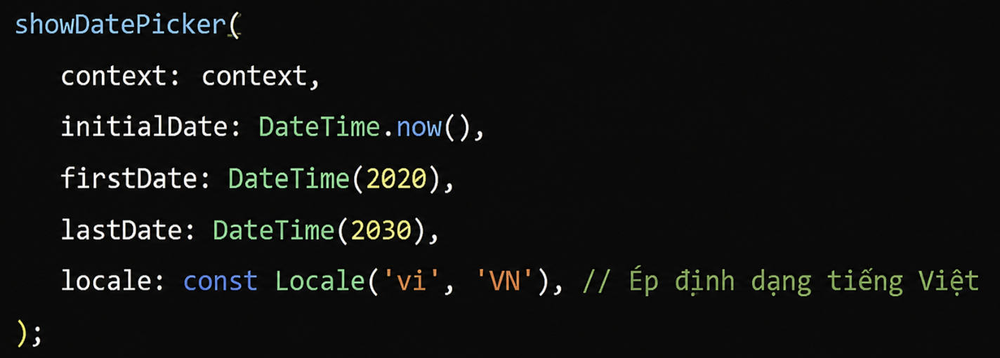 showDatePicker(
context: context,
initialDate: DateTime.now(),
firstDate: DateTime(2020),
lastDate: DateTime(2030),
locale: const Locale('vi', 'VN'), // Ép định dạng tiếng Việt
);